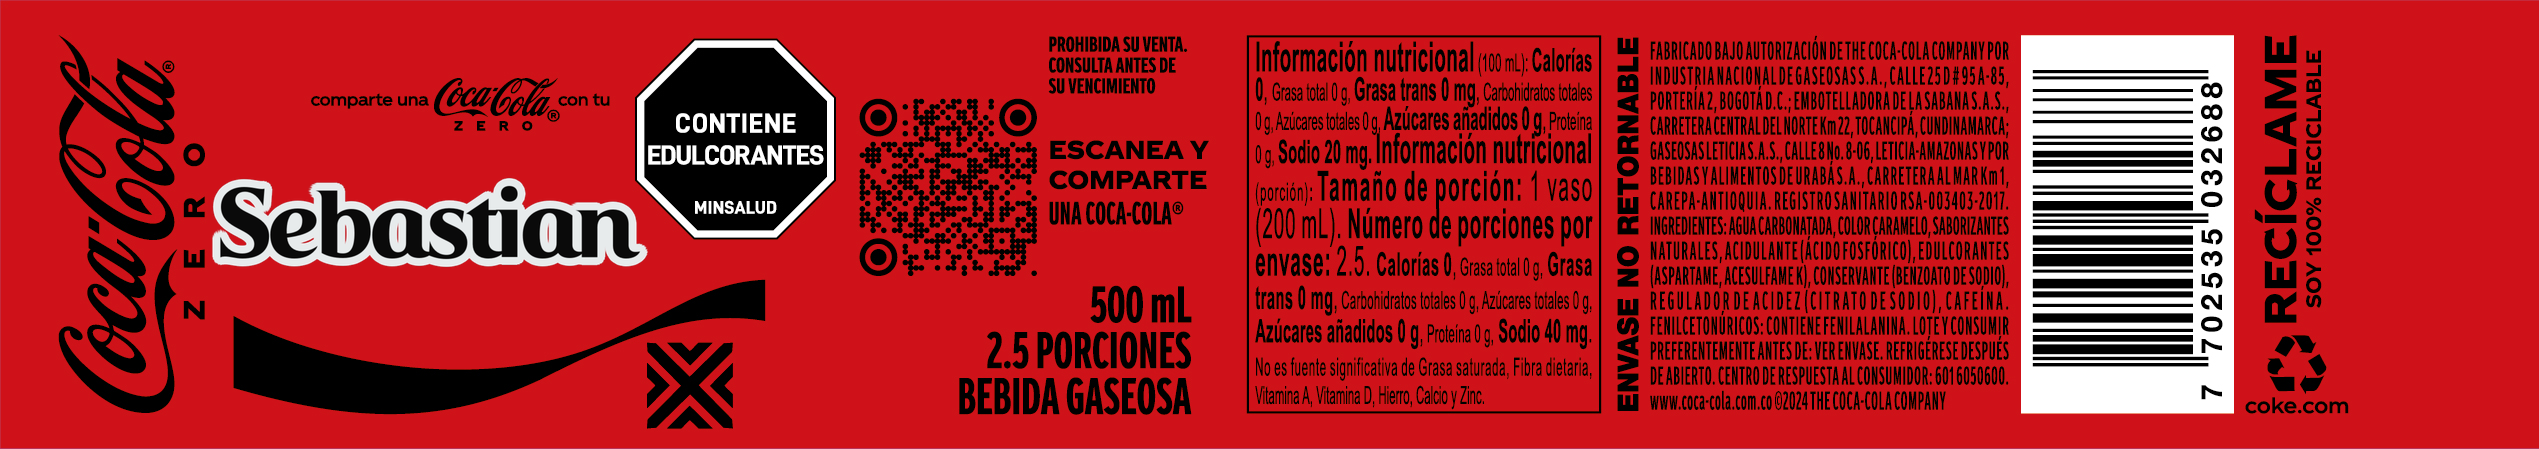 Coca-Cola®
ZERO
comparte una Coca-Cola® con tu
ZERO
Sebastian
CONTIENE
EDULCORANTES
MINSALUD
PROHIBIDA SU VENTA.
CONSULTA ANTES DE
SU VENCIMIENTO
ESCANEA Y
COMPARTE
UNA COCA-COLA®
500 mL
2.5 PORCIONES
BEBIDA GASEOSA
Información nutricional (100 mL): Calorías
0, Grasa total 0 g, Grasa trans 0 mg, Carbohidratos totales
0 g, Azúcares totales 0 g, Azúcares añadidos 0 g, Proteína
0 g, Sodio 20 mg. Información nutricional
(porción): Tamaño de porción: 1 vaso
(200 mL). Número de porciones por
envase: 2.5. Calorías 0, Grasa total 0 g, Grasa
trans 0 mg, Carbohidratos totales 0 g, Azúcares totales 0 g,
Azúcares añadidos 0 g, Proteína 0 g, Sodio 40 mg.
No es fuente significativa de Grasa saturada, Fibra dietaria,
Vitamina A, Vitamina D, Hierro, Calcio y Zinc.
ENVASE NO RETORNABLE
FABRICADO BAJO AUTORIZACIÓN DE THE COCA-COLA COMPANY POR
INDUSTRIA NACIONAL DE GASEOSAS S.A., CALLE 25 D # 95 A-85,
PORTERÍA 2, BOGOTÁ D.C.; EMBOTELLADORA DE LA SABANA S.A.S.,
CARRETERA CENTRAL DEL NORTE Km 22, TOCANCIPÁ, CUNDINAMARCA;
GASEOSAS LETICIA S.A.S., CALLE 8 No. 8-06, LETICIA-AMAZONAS Y POR
BEBIDAS Y ALIMENTOS DE URABÁ S.A., CARRETERA AL MAR Km 1,
CAREPA-ANTIOQUIA. REGISTRO SANITARIO RSA-003403-2017.
INGREDIENTES: AGUA CARBONATADA, COLOR CARAMELO, SABORIZANTES
NATURALES, ACIDULANTE (ÁCIDO FOSFÓRICO), EDULCORANTES
(ASPARTAME, ACESULFAME K), CONSERVANTE (BENZOATO DE SODIO),
REGULADOR DE ACIDEZ (CITRATO DE SODIO), CAFEÍNA.
FENILCETONÚRICOS: CONTIENE FENILALANINA. LOTE Y CONSUMIR
PREFERENTEMENTE ANTES DE: VER ENVASE. REFRIGÉRESE DESPUÉS
DE ABIERTO. CENTRO DE RESPUESTA AL CONSUMIDOR: 6016050600.
www.coca-cola.com.co ©2024 THE COCA-COLA COMPANY
7 702535 032688
RECÍCLAME
SOY 100% RECICLABLE
coke.com